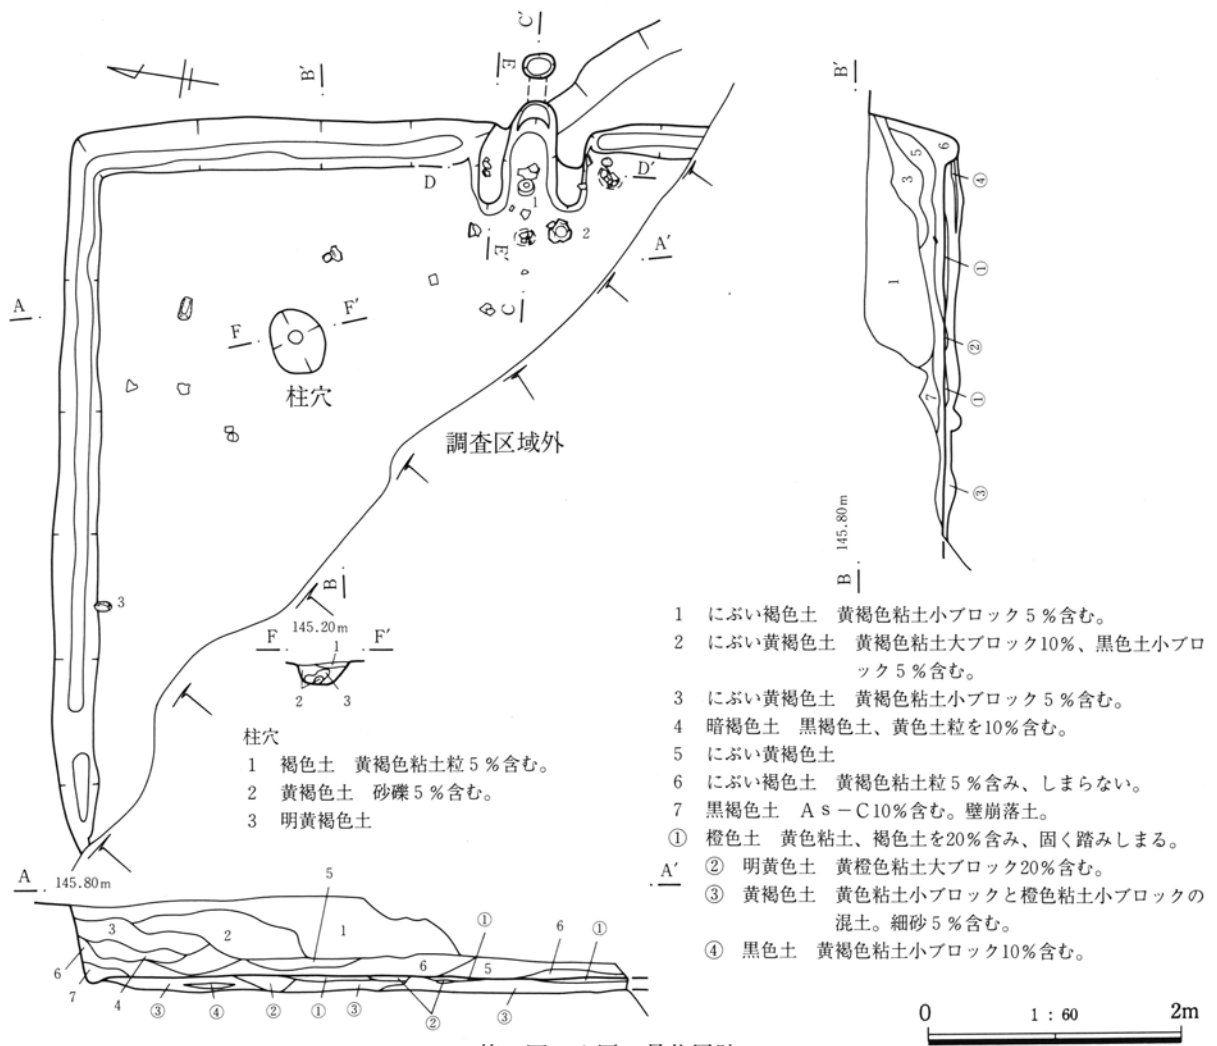 C'
E
B'
B'
D
D'
1
2
E'
A'
A
F
F'
C
柱穴
調査区域外
3
B
145.20m
F
F'
1
2
3
5
6
3
④
1
①
②
7
①
③
145.80m
B
柱穴
1 褐色土 黄褐色粘土粒5%含む。
2 黄褐色土 砂礫5%含む。
3 明黄褐色土
1 にぶい褐色土 黄褐色粘土小ブロック5%含む。
2 にぶい黄褐色土 黄褐色粘土大ブロック10%、黒色土小ブロ
ック5%含む。
3 にぶい黄褐色土 黄褐色粘土小ブロック5%含む。
4 暗褐色土 黒褐色土、黄色土粒を10%含む。
5 にぶい黄褐色土
6 にぶい褐色土 黄褐色粘土粒5%含み、しまらない。
7 黒褐色土 As-C10%含む。壁崩落土。
① 橙色土 黄色粘土、褐色土を20%含み、固く踏みしまる。
② 明黄色土 黄橙色粘土大ブロック20%含む。
③ 黄褐色土 黄色粘土小ブロックと橙色粘土小ブロックの
混土。細砂5%含む。
④ 黒色土 黄褐色粘土小ブロック10%含む。
A
145.80m
A'
5
3
2
1
①
6
①
6
4
6
5
7
4
③
④
②
①
③
②
③
0
1:60
2m